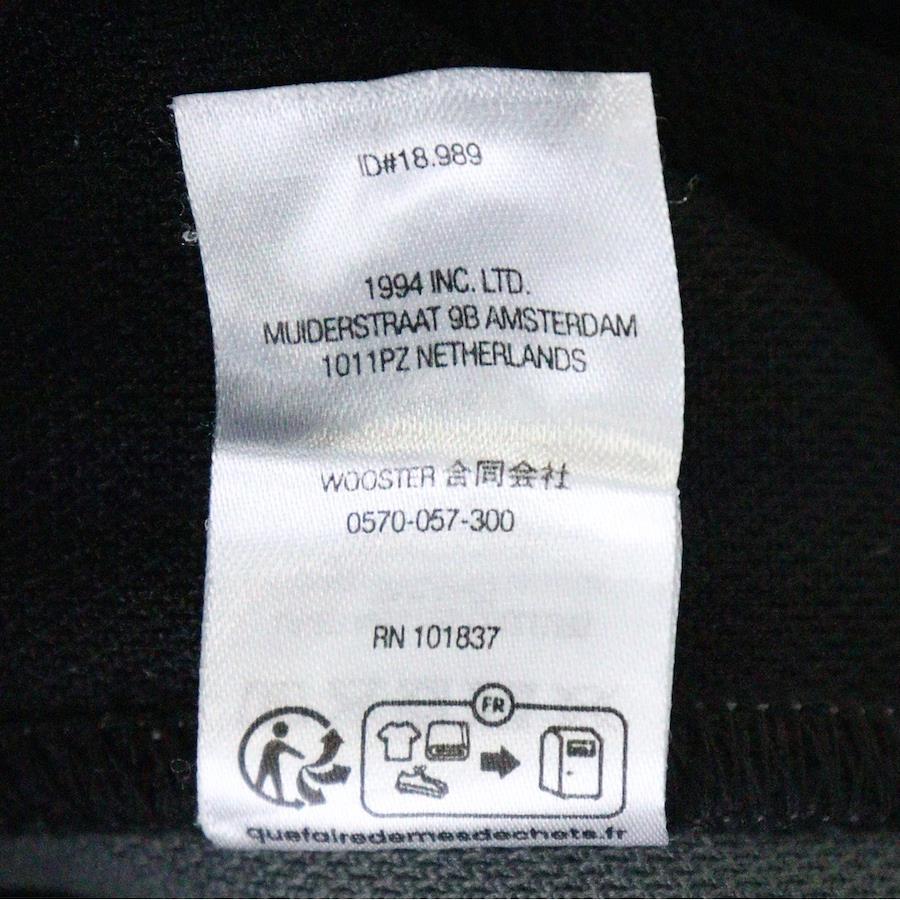 ID#18.989
1994 INC. LTD.
MUIDERSTRAAT 9B AMSTERDAM
1011PZ NETHERLANDS
WOOSTER 合同会社
0570-057-300
RN 101837
FR
quefairedemesdechets.fr